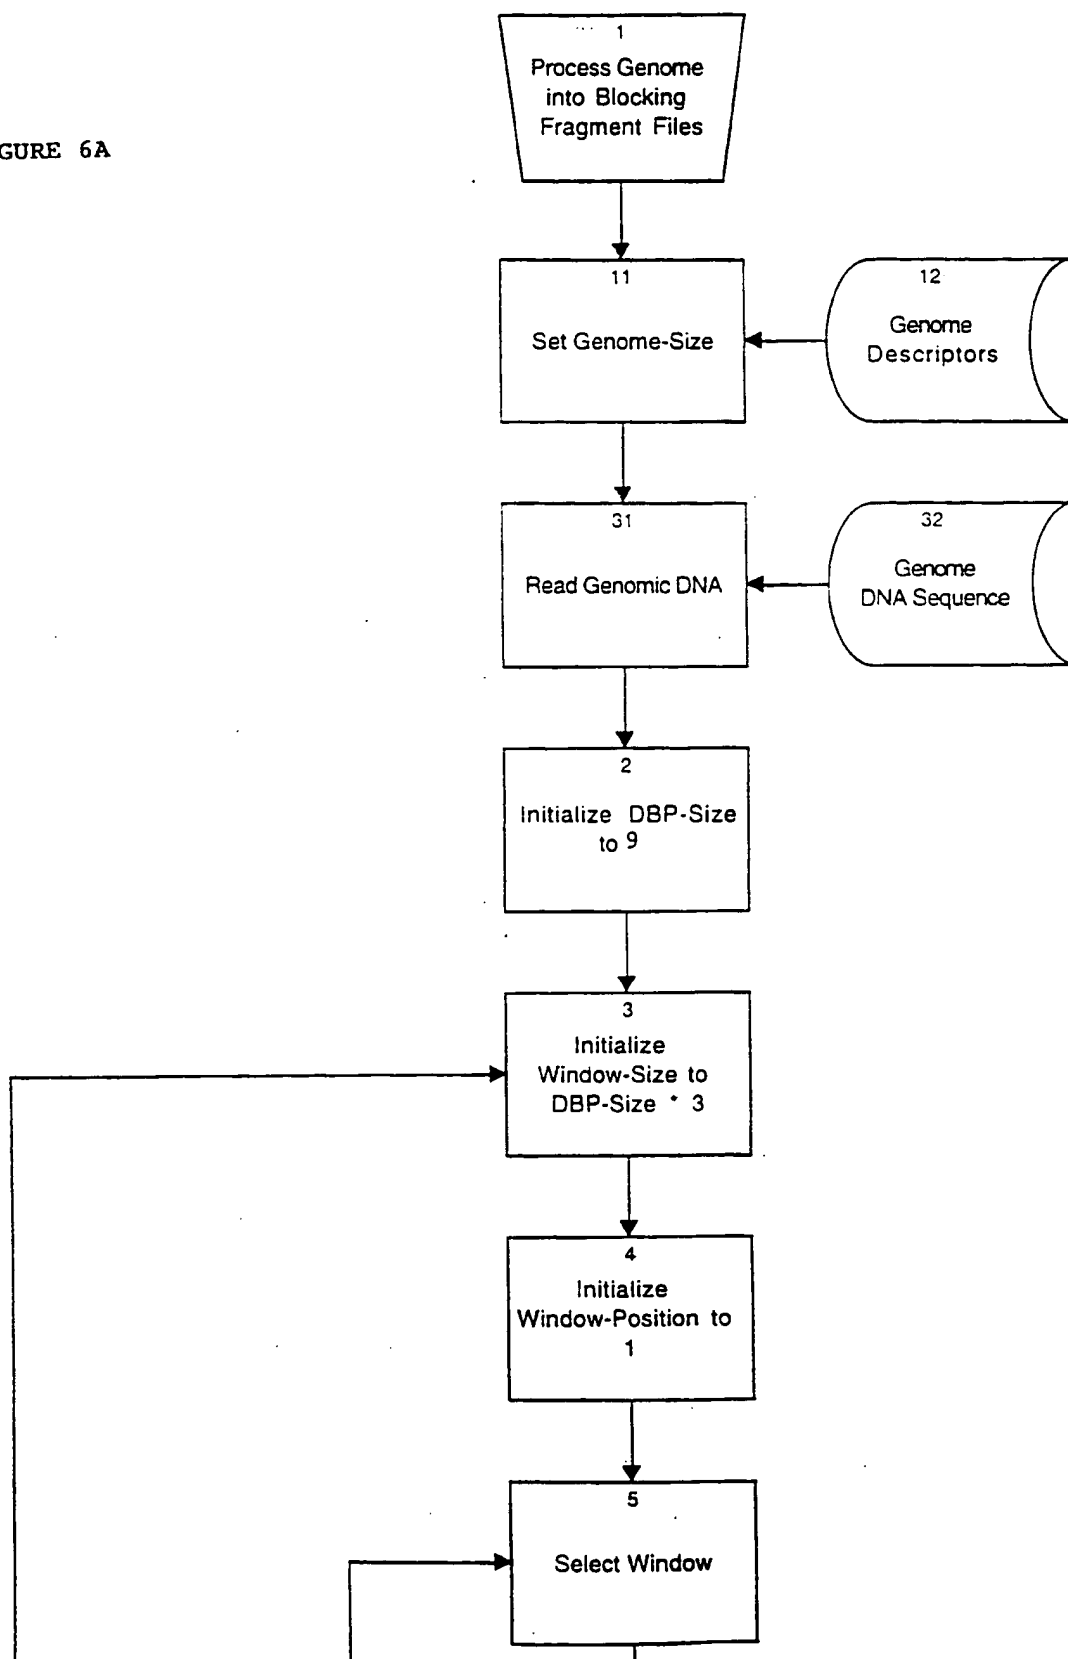 1
Process Genome
into Blocking
Fragment Files
GURE 6A
11
Set Genome-Size
12
Genome
Descriptors
31
Read Genomic DNA
32
Genome
DNA Sequence
2
Initialize DBP-Size
to 9
3
Initialize
Window-Size to
DBP-Size * 3
4
Initialize
Window-Position to
1
5
Select Window